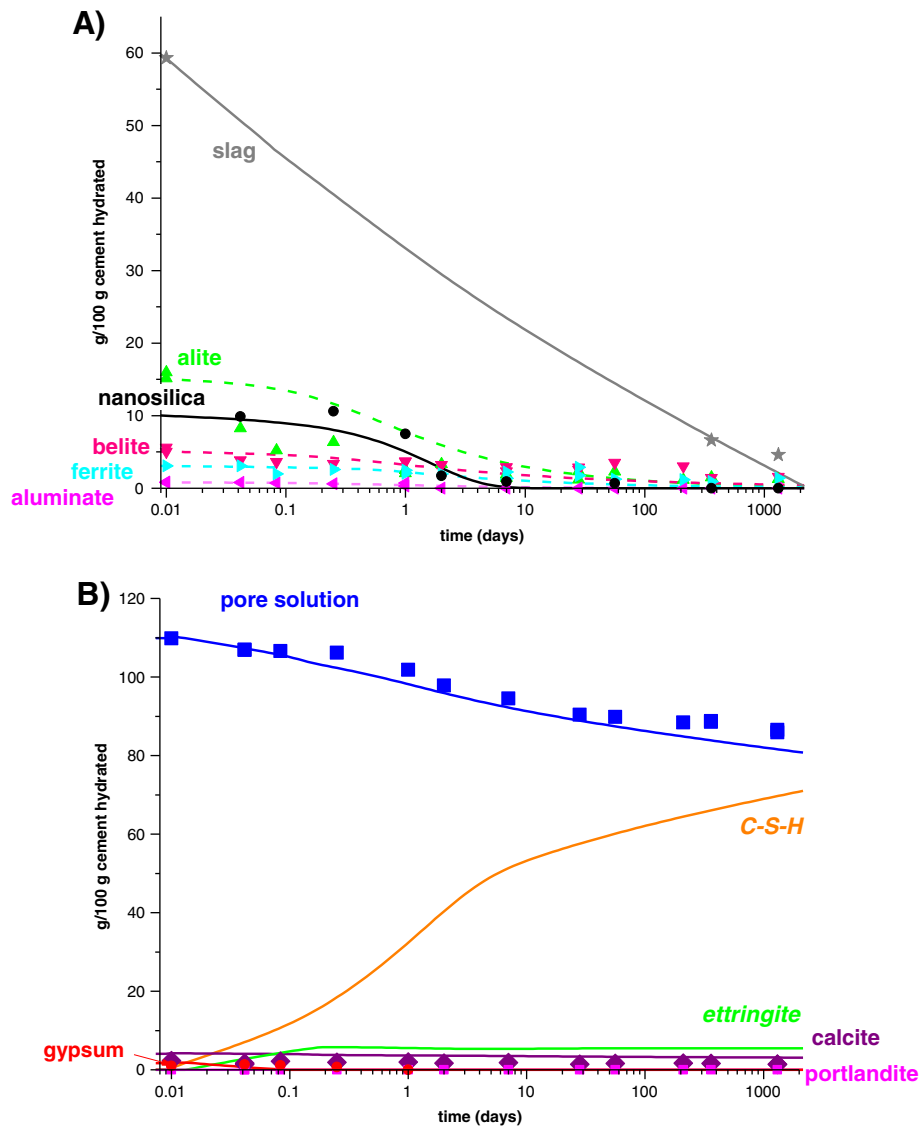 A)
60
50
40
30
20
10
0
g/100 g cement hydrated
slag
alite
nanosilica
belite
ferrite
aluminate
0.01 0.1 1 10 100 1000
time (days)
B)
120
100
80
60
40
20
0
g/100 g cement hydrated
pore solution
C-S-H
ettringite
gypsum
calcite
portlandite
0.01 0.1 1 10 100 1000
time (days)